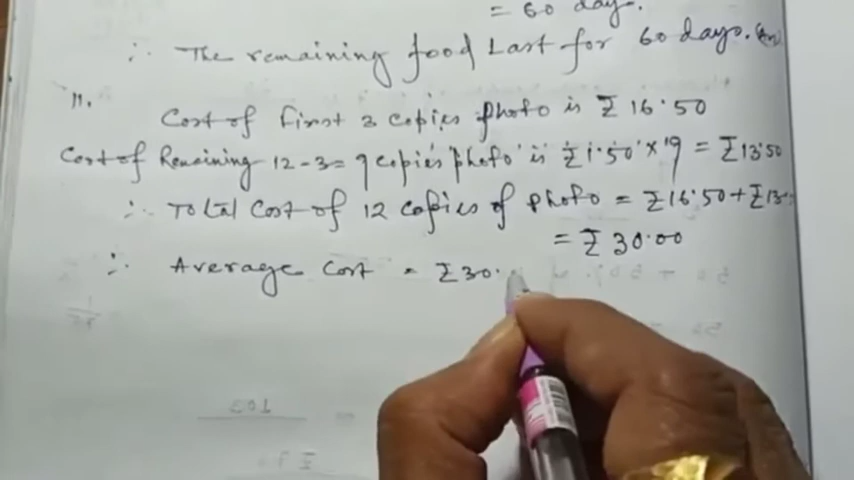 = 60 days.
∴ The remaining food Last for 60 days. (An)
11.
Cost of first 3 copies photo is ₹ 16.50
Cost of Remaining 12-3=9 copies photo is ₹1.50 × 9 = ₹13.50
∴ Total Cost of 12 copies of photo = ₹16.50 + ₹13.
= ₹ 30.00
∴ Average cost = ₹30.